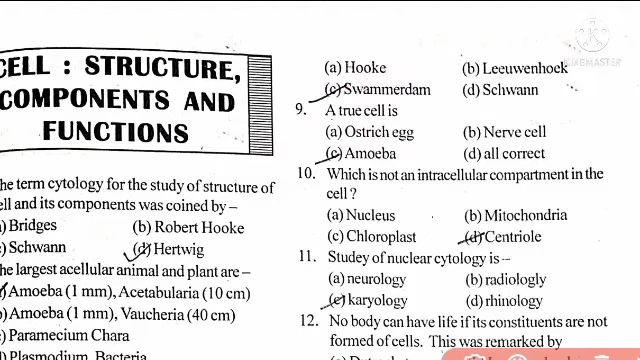 CELL : STRUCTURE,
COMPONENTS AND
FUNCTIONS
he term cytology for the study of structure of
ell and its components was coined by –
) Bridges (b) Robert Hooke
) Schwann (d) Hertwig
he largest acellular animal and plant are –
) Amoeba (1 mm), Acetabularia (10 cm)
) Amoeba (1 mm), Vaucheria (40 cm)
) Paramecium Chara
) Plasmodium, Bacteria
(a) Hooke (b) Leeuwenhoek
(c) Swammerdam (d) Schwann
9. A true cell is
(a) Ostrich egg (b) Nerve cell
(c) Amoeba (d) all correct
10. Which is not an intracellular compartment in the
cell ?
(a) Nucleus (b) Mitochondria
(c) Chloroplast (d) Centriole
11. Studey of nuclear cytology is –
(a) neurology (b) radiologly
(c) karyology (d) rhinology
12. No body can have life if its constituents are not
formed of cells. This was remarked by
KINEMASTER